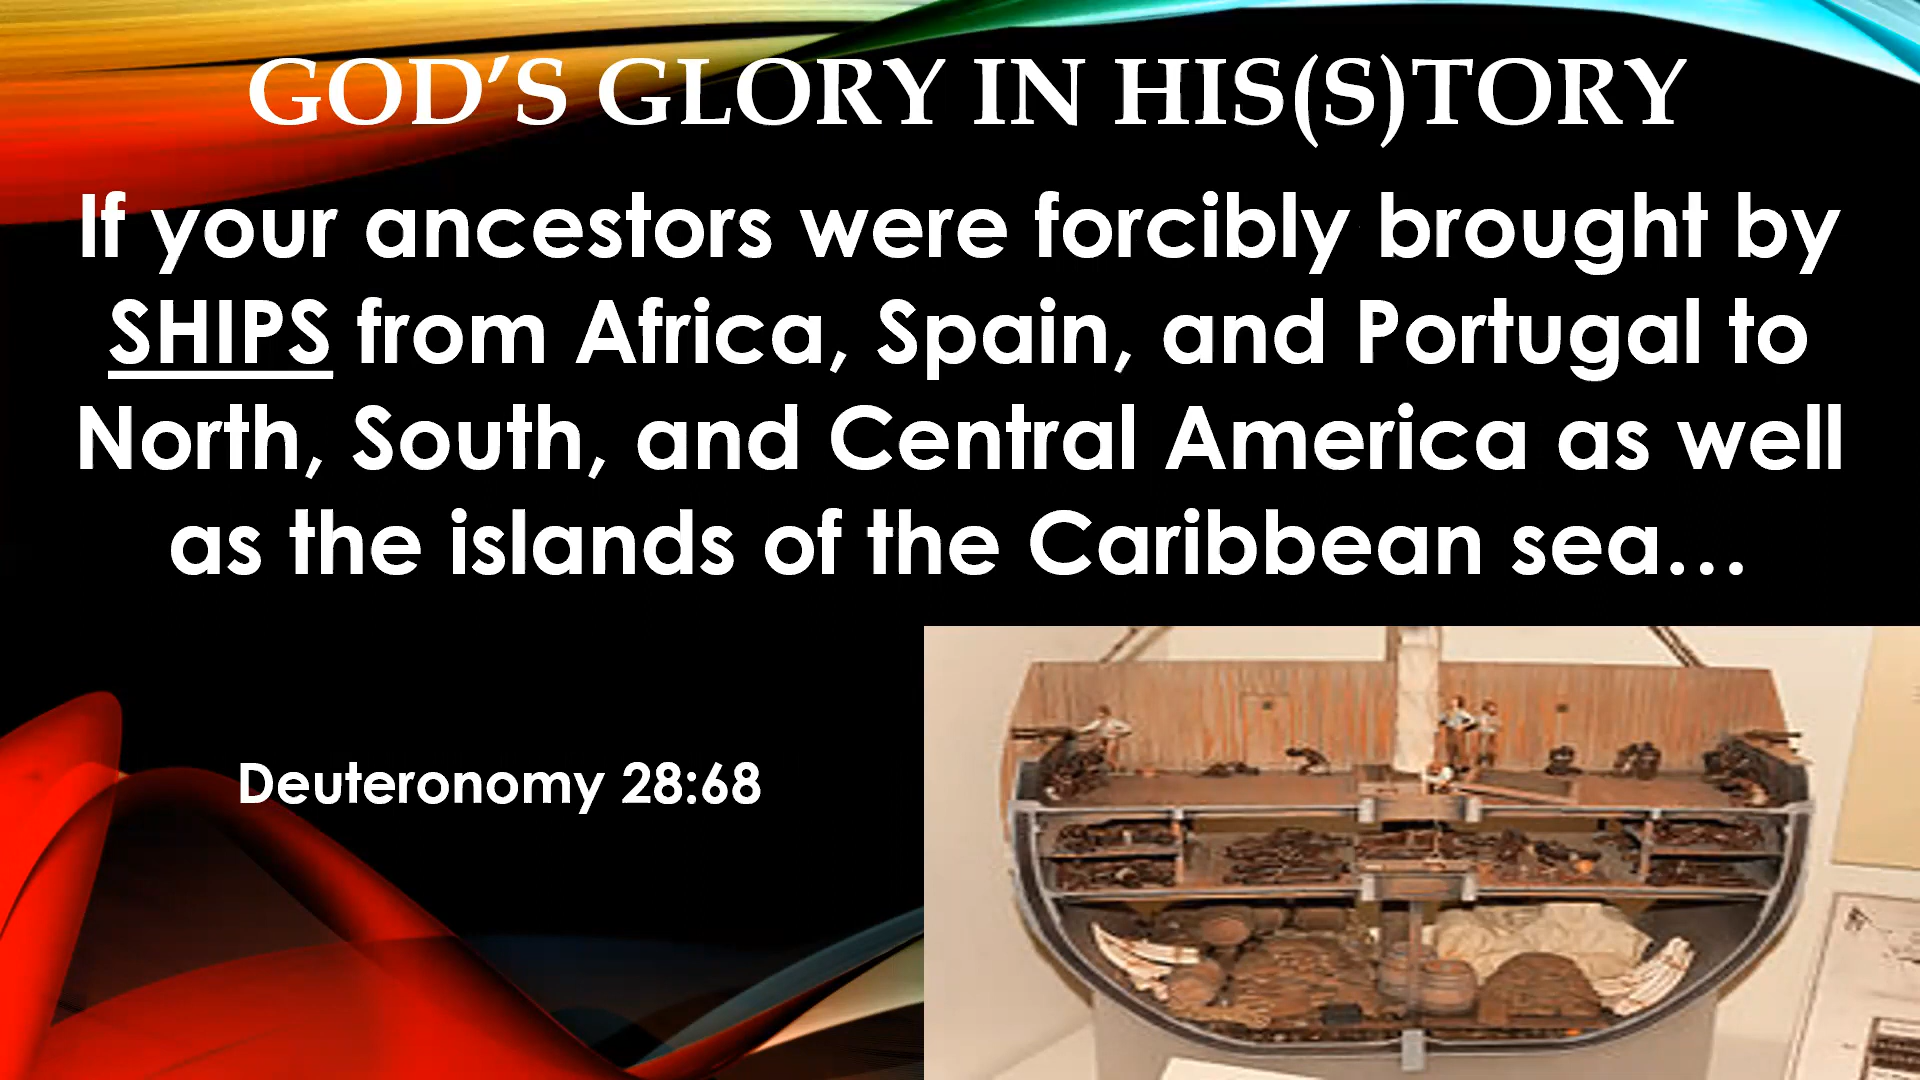 GOD’S GLORY IN HIS(S)TORY
If your ancestors were forcibly brought by
SHIPS from Africa, Spain, and Portugal to
North, South, and Central America as well
as the islands of the Caribbean sea…
Deuteronomy 28:68